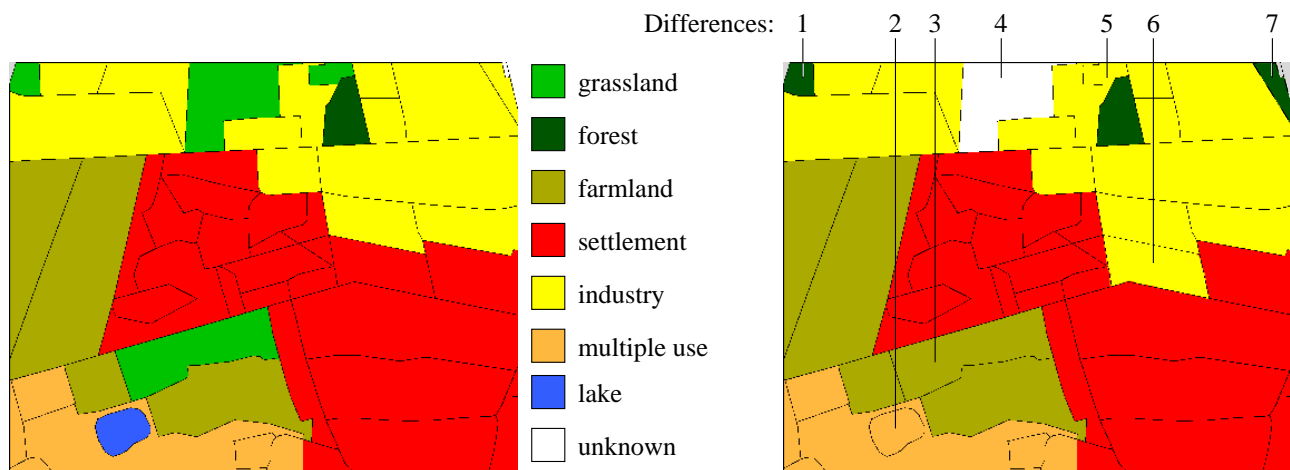 Differences: 1 2 3 4 5 6 7
grassland
forest
farmland
settlement
industry
multiple use
lake
unknown